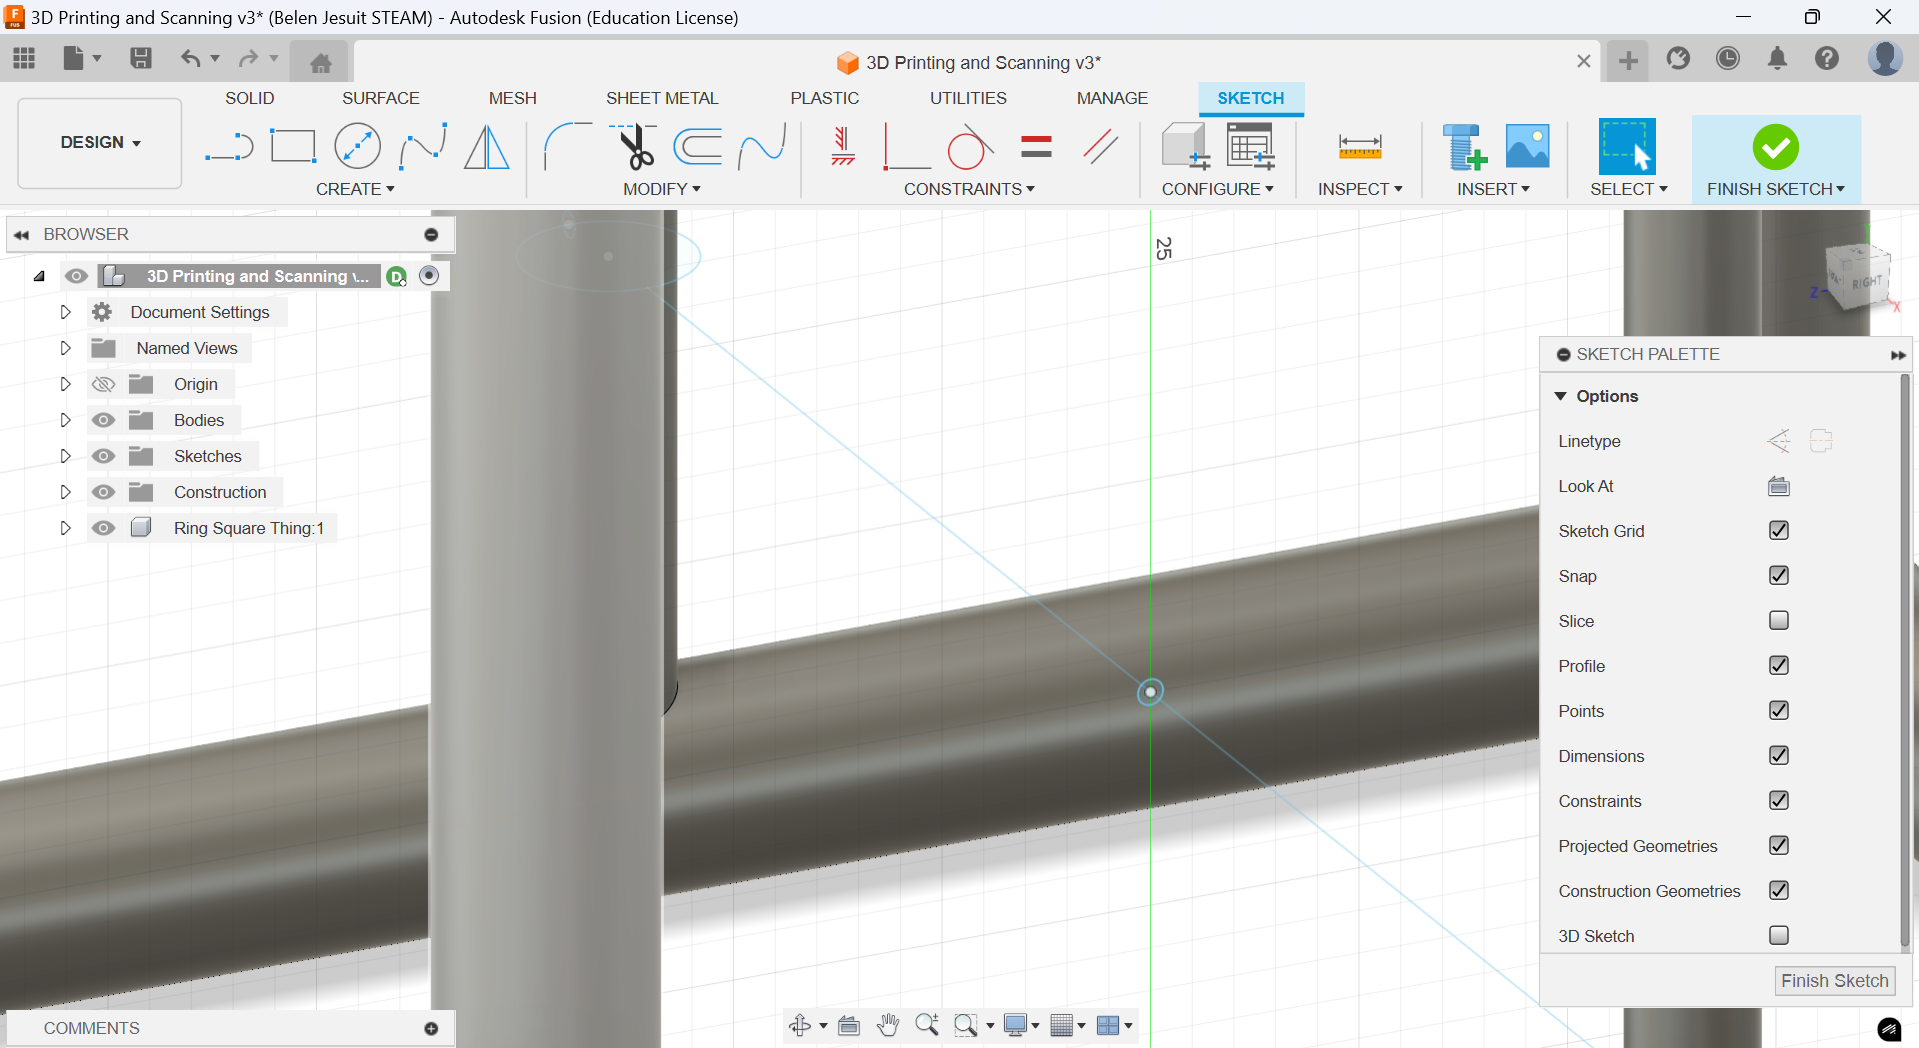 3D Printing and Scanning v3* (Belen Jesuit STEAM) - Autodesk Fusion (Education License)
3D Printing and Scanning v3*
SOLID SURFACE MESH SHEET METAL PLASTIC UTILITIES MANAGE SKETCH
DESIGN
CREATE MODIFY CONSTRAINTS CONFIGURE INSPECT INSERT SELECT FINISH SKETCH
BROWSER
3D Printing and Scanning \...
D
Document Settings
Named Views
Origin
Bodies
Sketches
Construction
Ring Square Thing:1
25
RIGHT
Z
X
SKETCH PALETTE
Options
Linetype
Look At
Sketch Grid
Snap
Slice
Profile
Points
Dimensions
Constraints
Projected Geometries
Construction Geometries
3D Sketch
Finish Sketch
COMMENTS